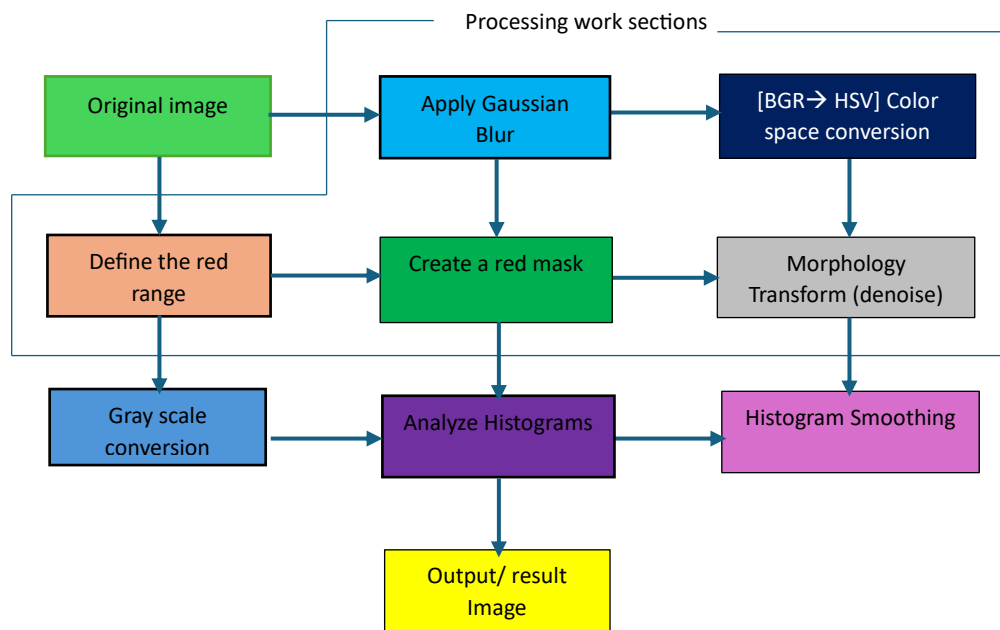 Processing work sections
Original image
Apply Gaussian
Blur
[BGR→ HSV] Color
space conversion
Define the red
range
Create a red mask
Morphology
Transform (denoise)
Gray scale
conversion
Analyze Histograms
Histogram Smoothing
Output/ result
Image